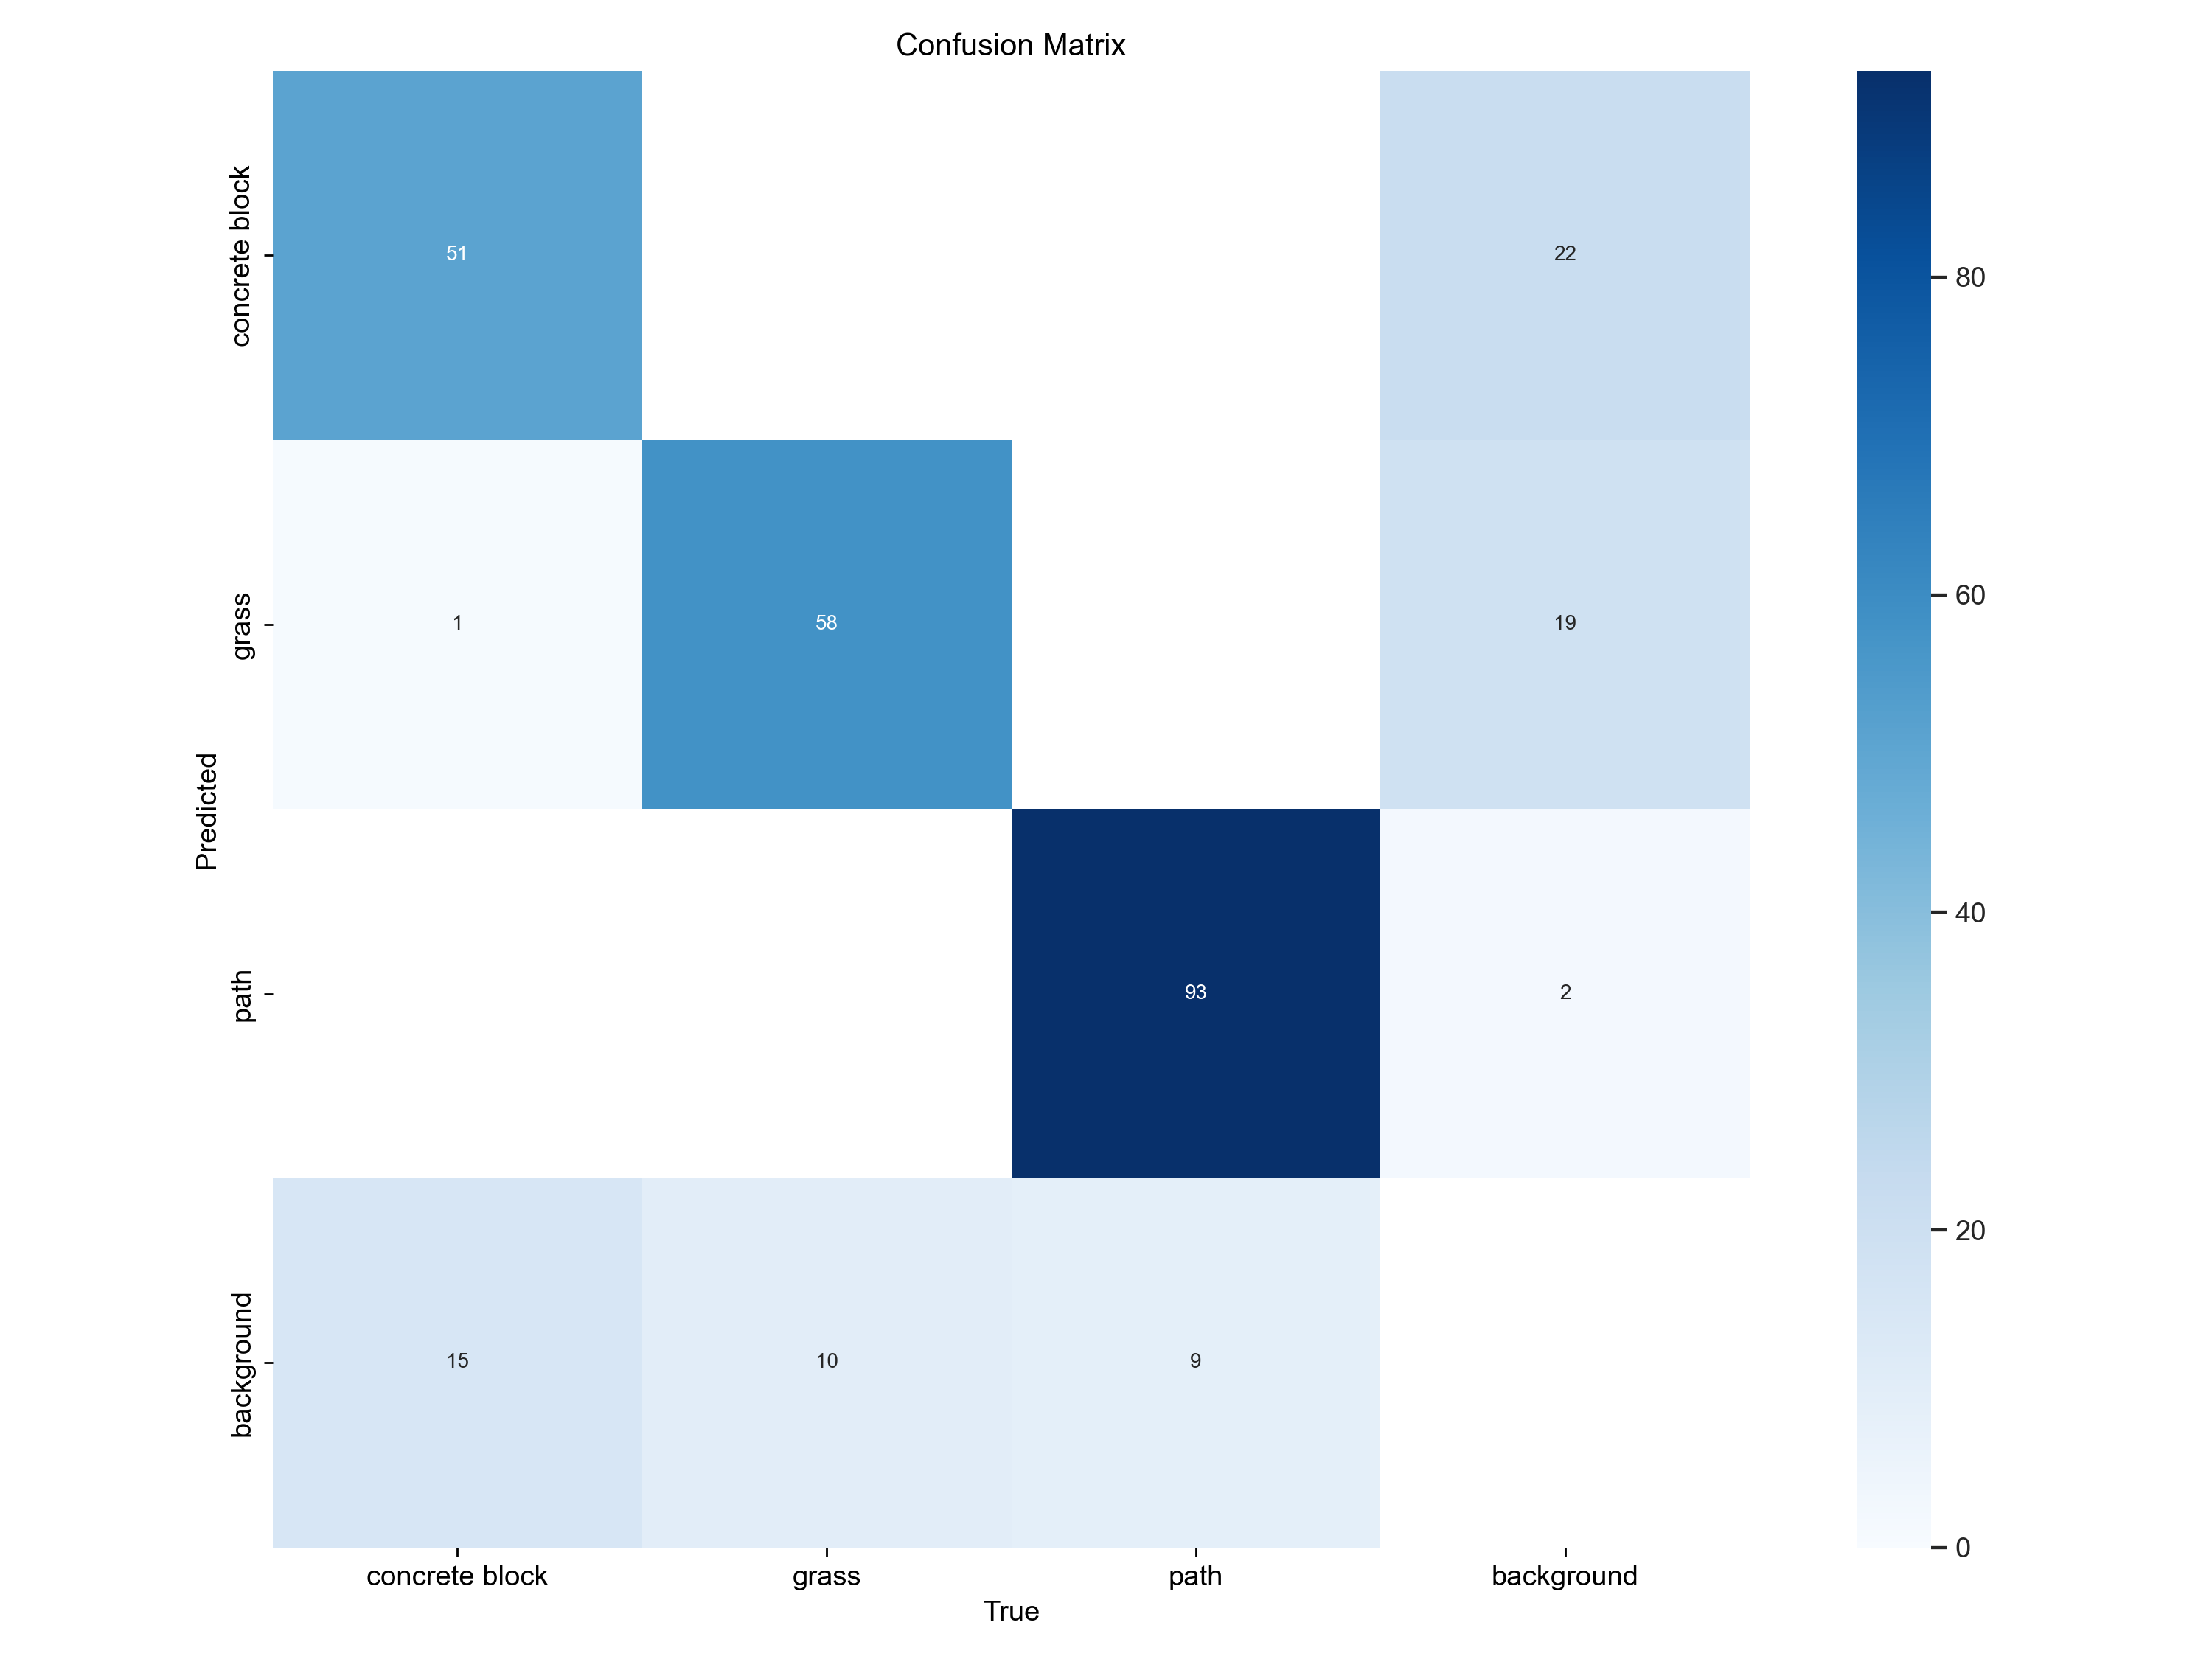 Confusion Matrix
concrete block
51
22
80
grass
1
58
19
60
Predicted
path
93
2
40
background
15
10
9
20
0
concrete block
grass
path
background
True